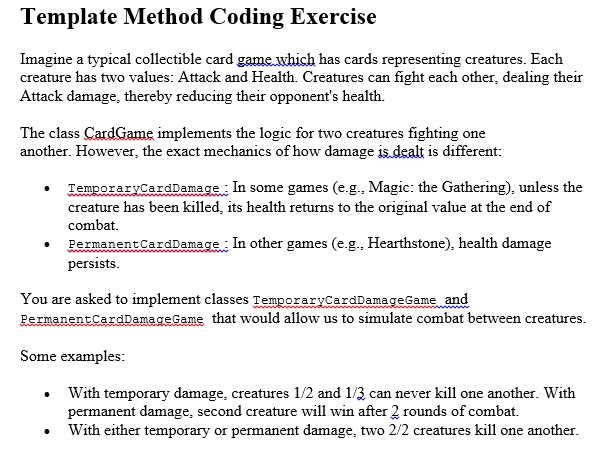 Template Method Coding Exercise
Imagine a typical collectible card game which has cards representing creatures. Each
creature has two values: Attack and Health. Creatures can fight each other, dealing their
Attack damage, thereby reducing their opponent's health.
The class CardGame implements the logic for two creatures fighting one
another. However, the exact mechanics of how damage is dealt is different:
• TemporaryCardDamage : In some games (e.g., Magic: the Gathering), unless the
creature has been killed, its health returns to the original value at the end of
combat.
• PermanentCardDamage : In other games (e.g., Hearthstone), health damage
persists.
You are asked to implement classes TemporaryCardDamageGame and
PermanentCardDamageGame that would allow us to simulate combat between creatures.
Some examples:
• With temporary damage, creatures 1/2 and 1/3 can never kill one another. With
permanent damage, second creature will win after 2 rounds of combat.
• With either temporary or permanent damage, two 2/2 creatures kill one another.